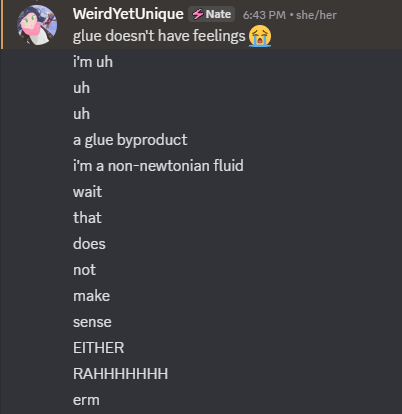 WeirdYetUnique Nate 6:43 PM • she/her
glue doesn't have feelings 😭
i'm uh
uh
uh
a glue byproduct
i'm a non-newtonian fluid
wait
that
does
not
make
sense
EITHER
RAHHHHHHH
erm